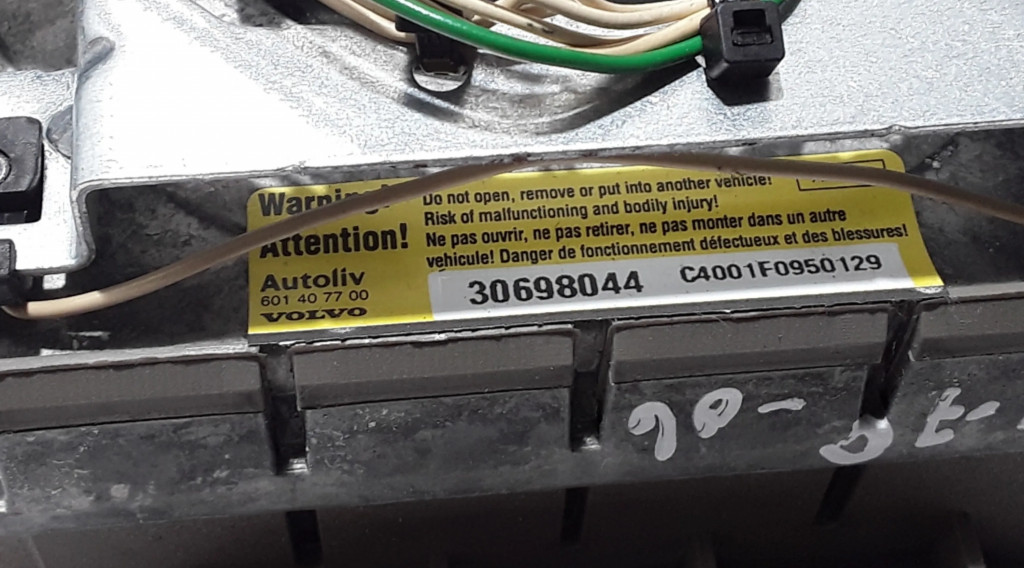 Warning!
Attention!
Autoliv
601 40 77 00
VOLVO
Do not open, remove or put into another vehicle!
Risk of malfunctioning and bodily injury!
Ne pas ouvrir, ne pas retirer, ne pas monter dans un autre
vehicule! Danger de fonctionnement défectueux et des blessures!
30698044 C4001F0950129